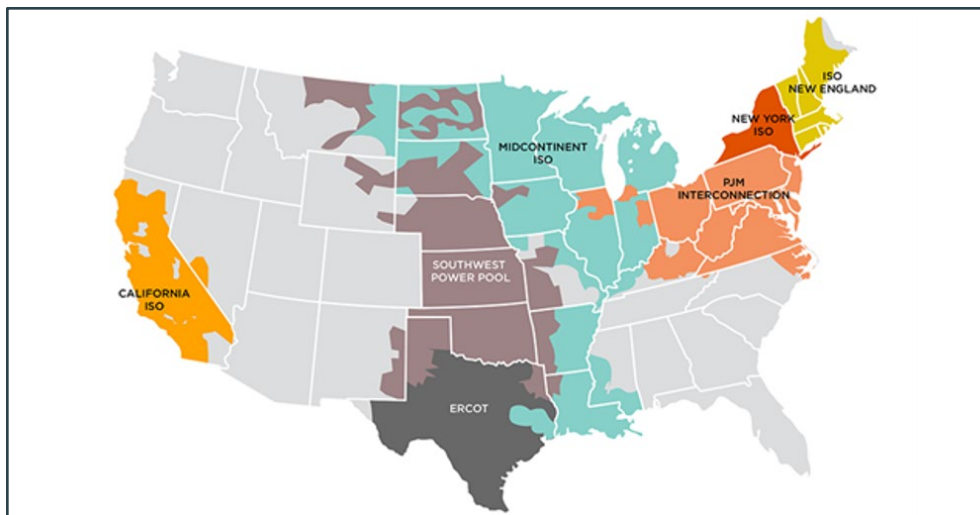 ISO
NEW ENGLAND
NEW YORK
ISO
MIDCONTINENT
ISO
PJM
INTERCONNECTION
SOUTHWEST
POWER POOL
CALIFORNIA
ISO
ERCOT